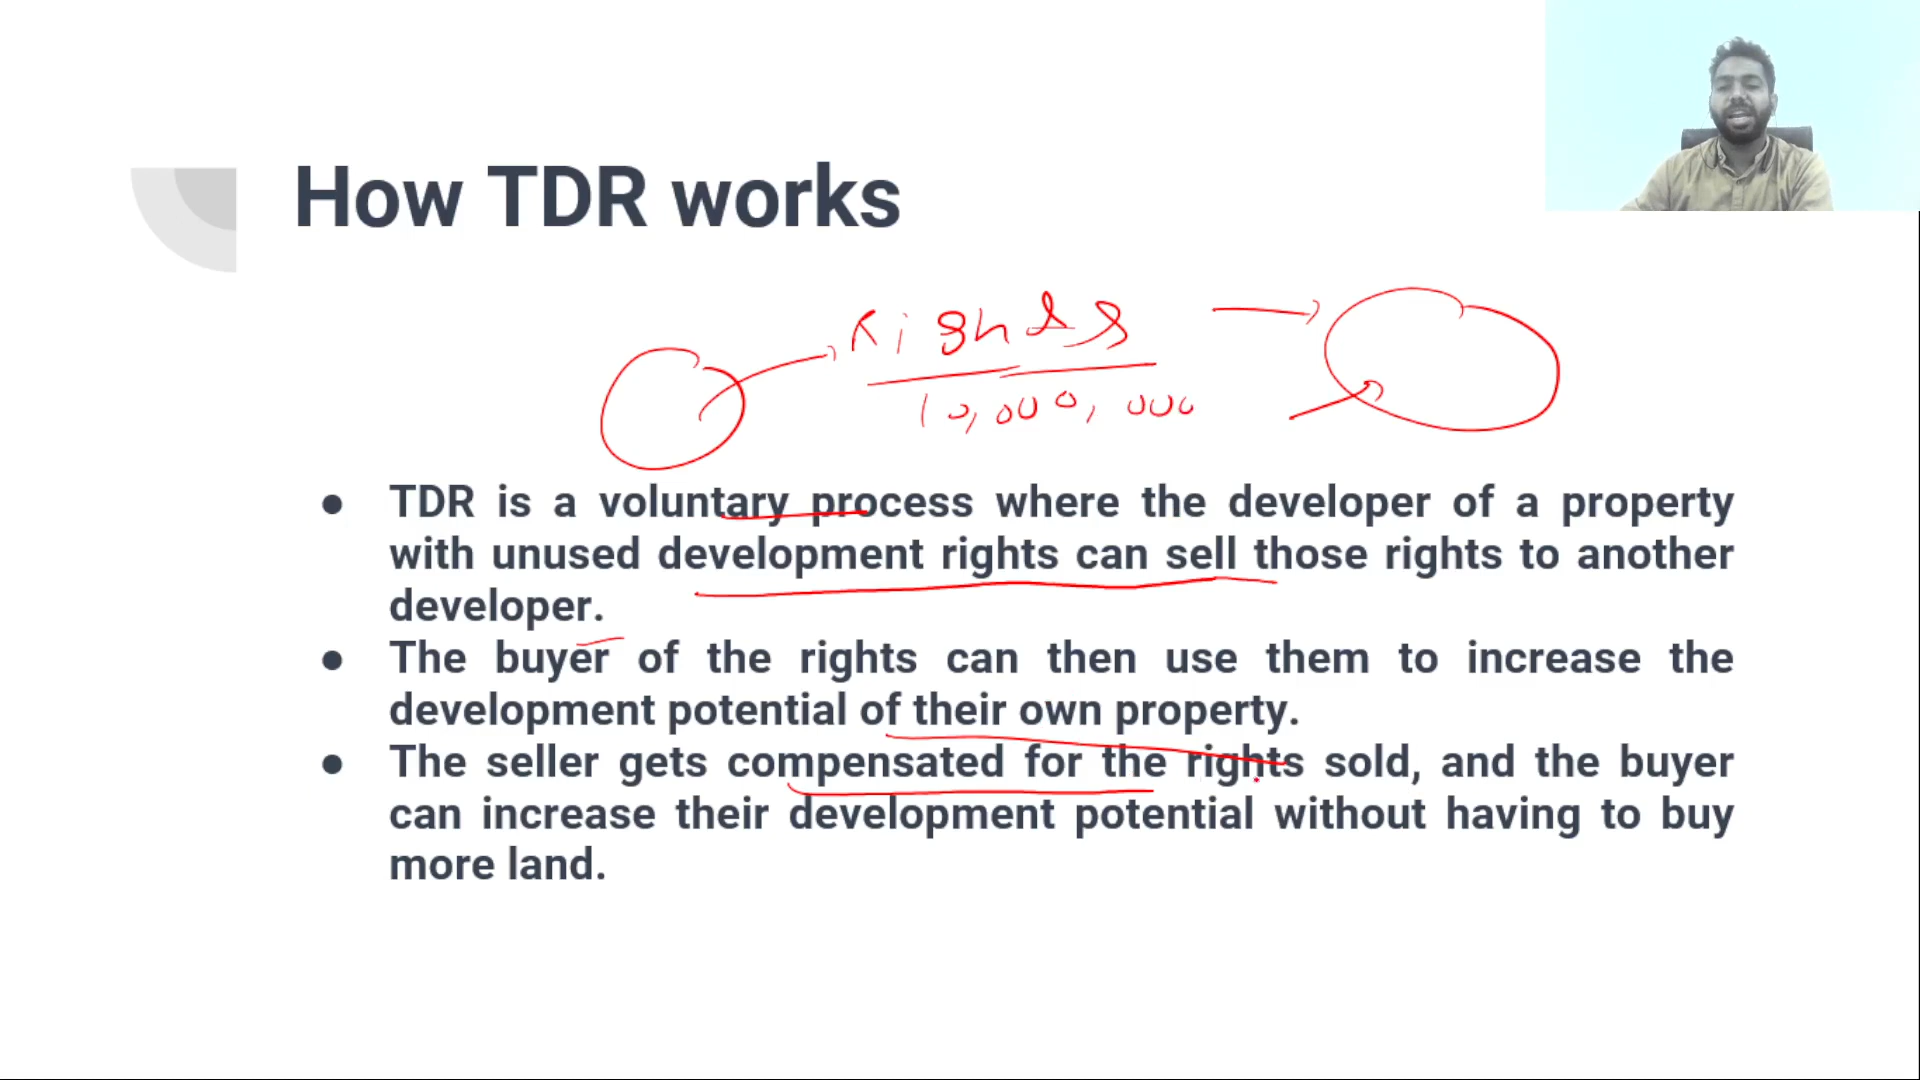 How TDR works
Rights
10,000,000
● TDR is a voluntary process where the developer of a property
with unused development rights can sell those rights to another
developer.
● The buyer of the rights can then use them to increase the
development potential of their own property.
● The seller gets compensated for the rights sold, and the buyer
can increase their development potential without having to buy
more land.